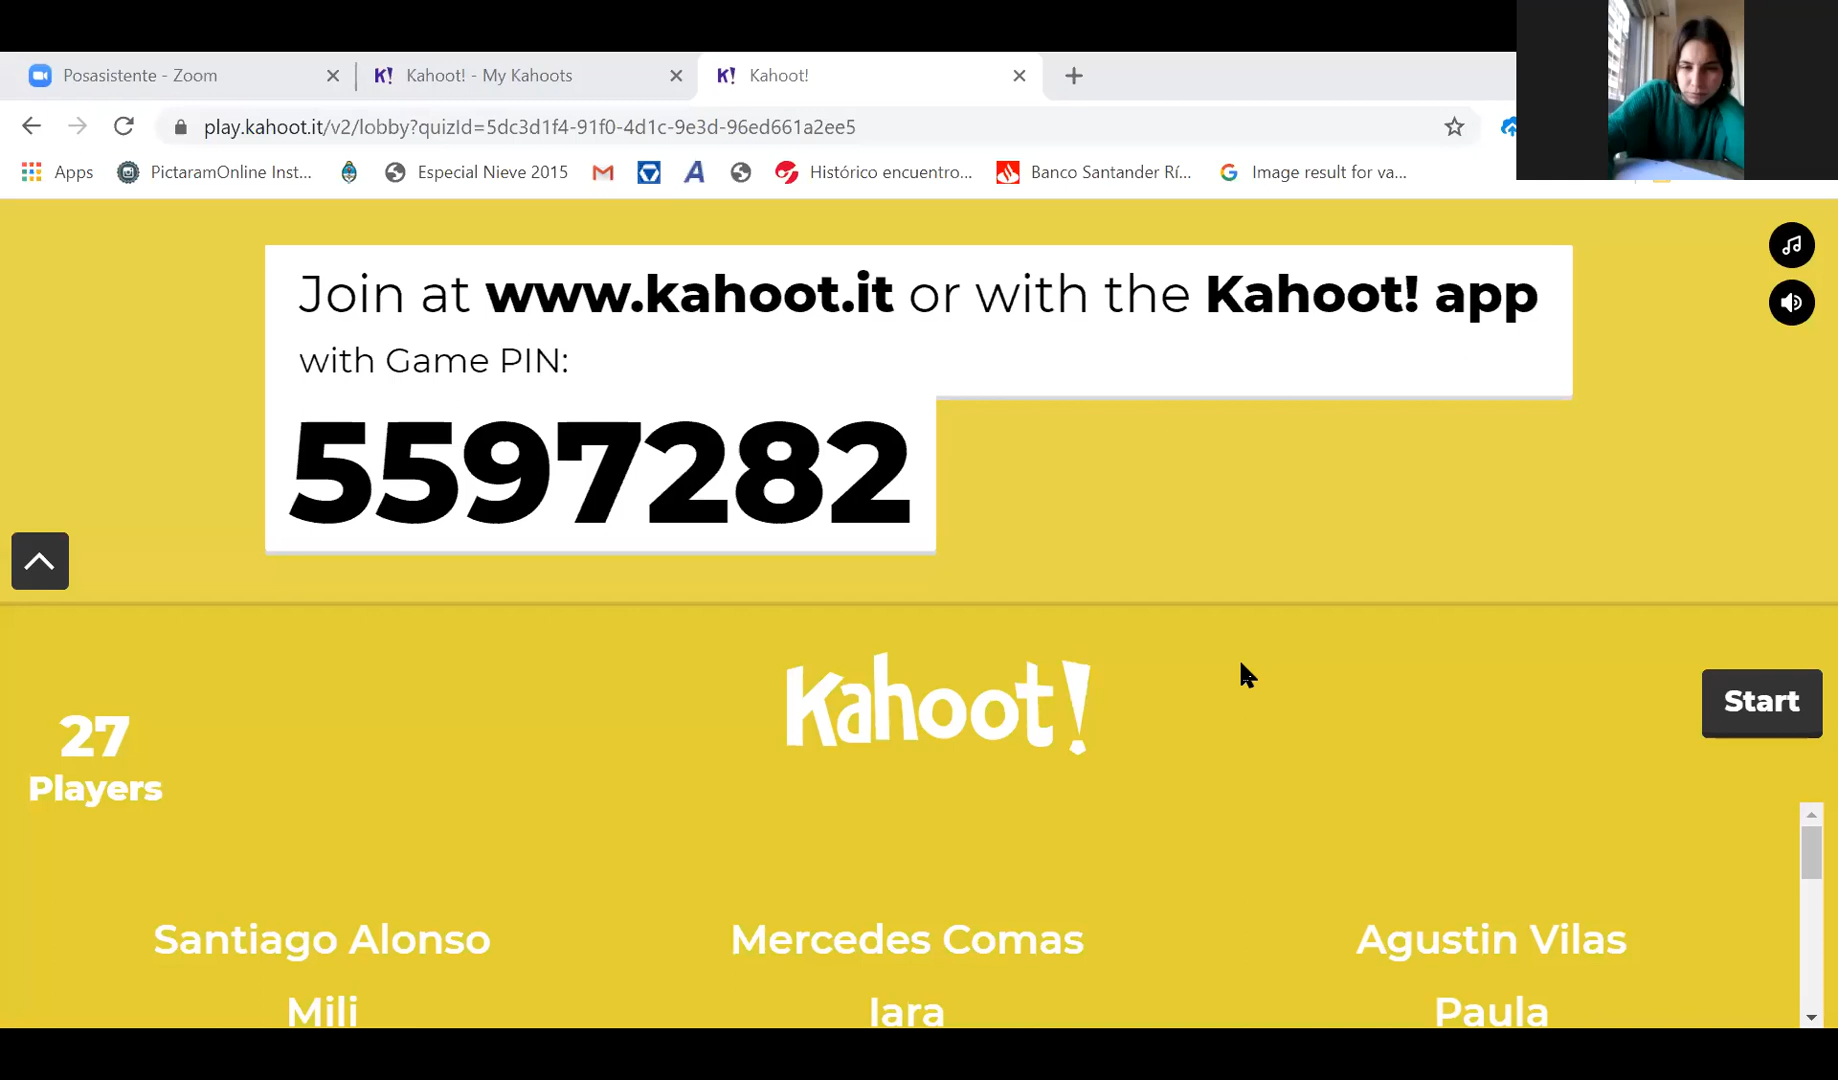 Posasistente - Zoom
Kahoot! - My Kahoots
Kahoot!
play.kahoot.it/v2/lobby?quizId=5dc3d1f4-91f0-4d1c-9e3d-96ed661a2ee5
Apps
PictaramOnline Inst...
Especial Nieve 2015
Histórico encuentro...
Banco Santander Rí...
Image result for va...
Join at www.kahoot.it or with the Kahoot! app
with Game PIN:
5597282
Kahoot!
Start
27
Players
Santiago Alonso
Mercedes Comas
Agustin Vilas
Mili
Iara
Paula